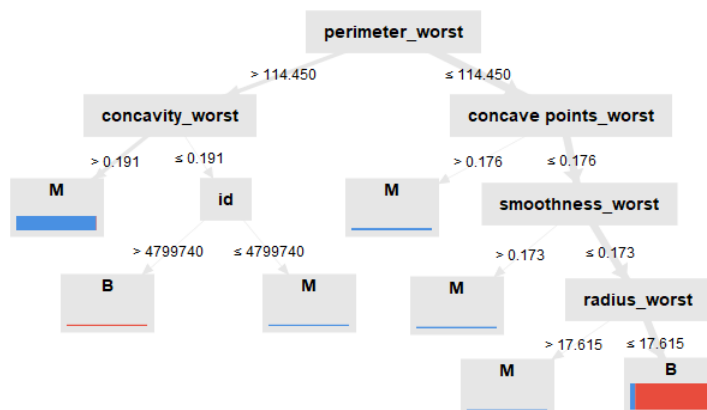 perimeter_worst
> 114.450 ≤ 114.450
concavity_worst concave points_worst
> 0.191 ≤ 0.191 > 0.176 ≤ 0.176
M id M smoothness_worst
> 4799740 ≤ 4799740 > 0.173 ≤ 0.173
B M M radius_worst
> 17.615 ≤ 17.615
M B